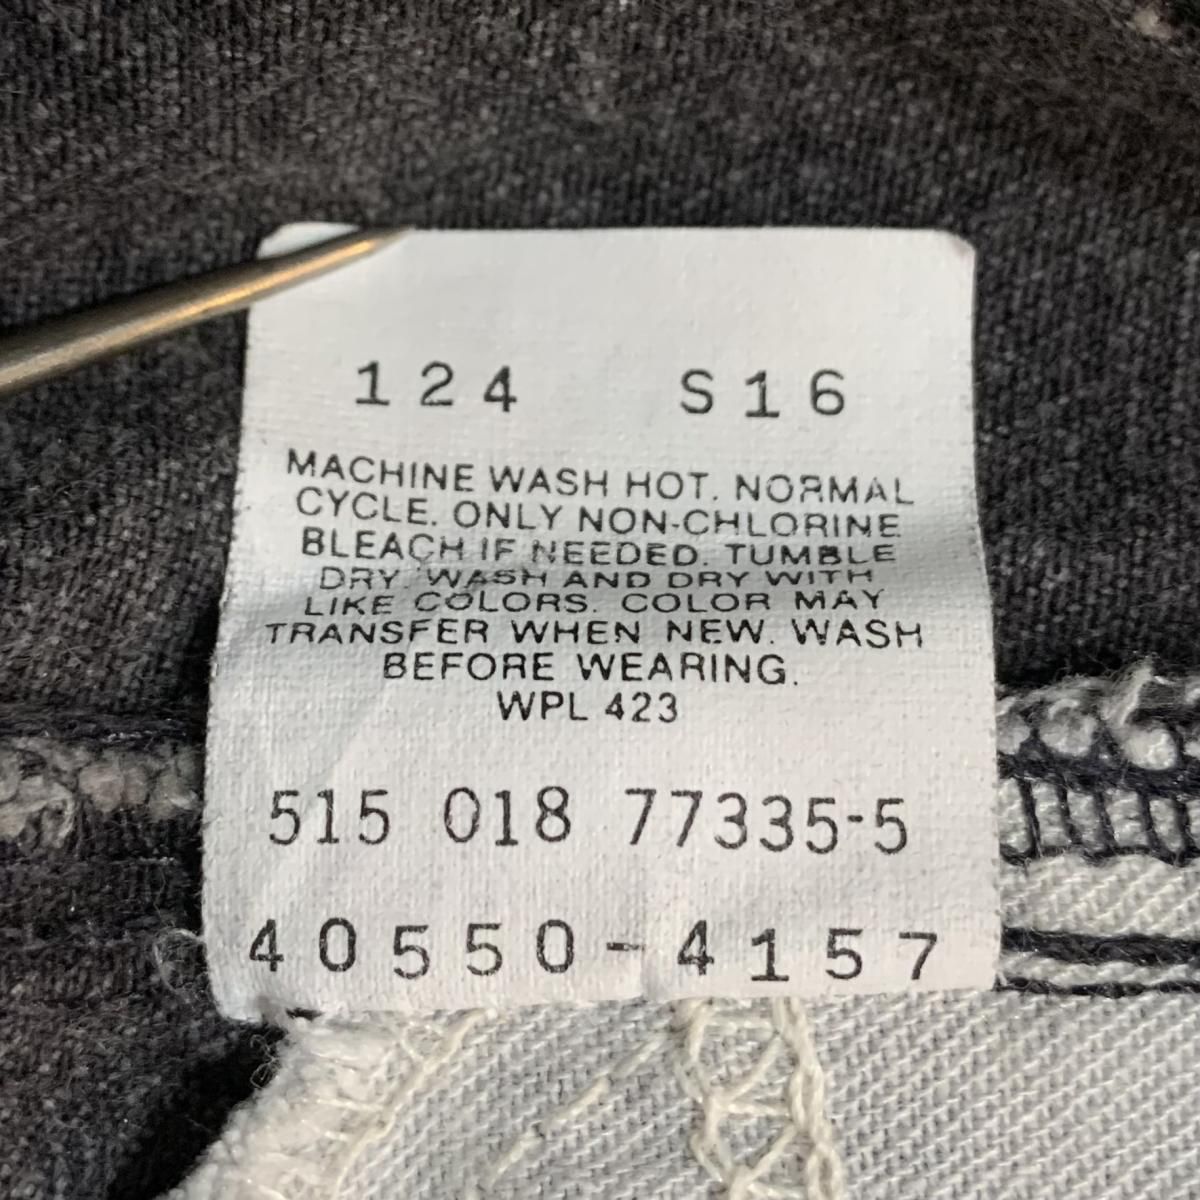 124 S16
MACHINE WASH HOT. NORMAL
CYCLE. ONLY NON-CHLORINE
BLEACH IF NEEDED. TUMBLE
DRY. WASH AND DRY WITH
LIKE COLORS. COLOR MAY
TRANSFER WHEN NEW. WASH
BEFORE WEARING.
WPL 423
515 018 77335-5
40550-4157